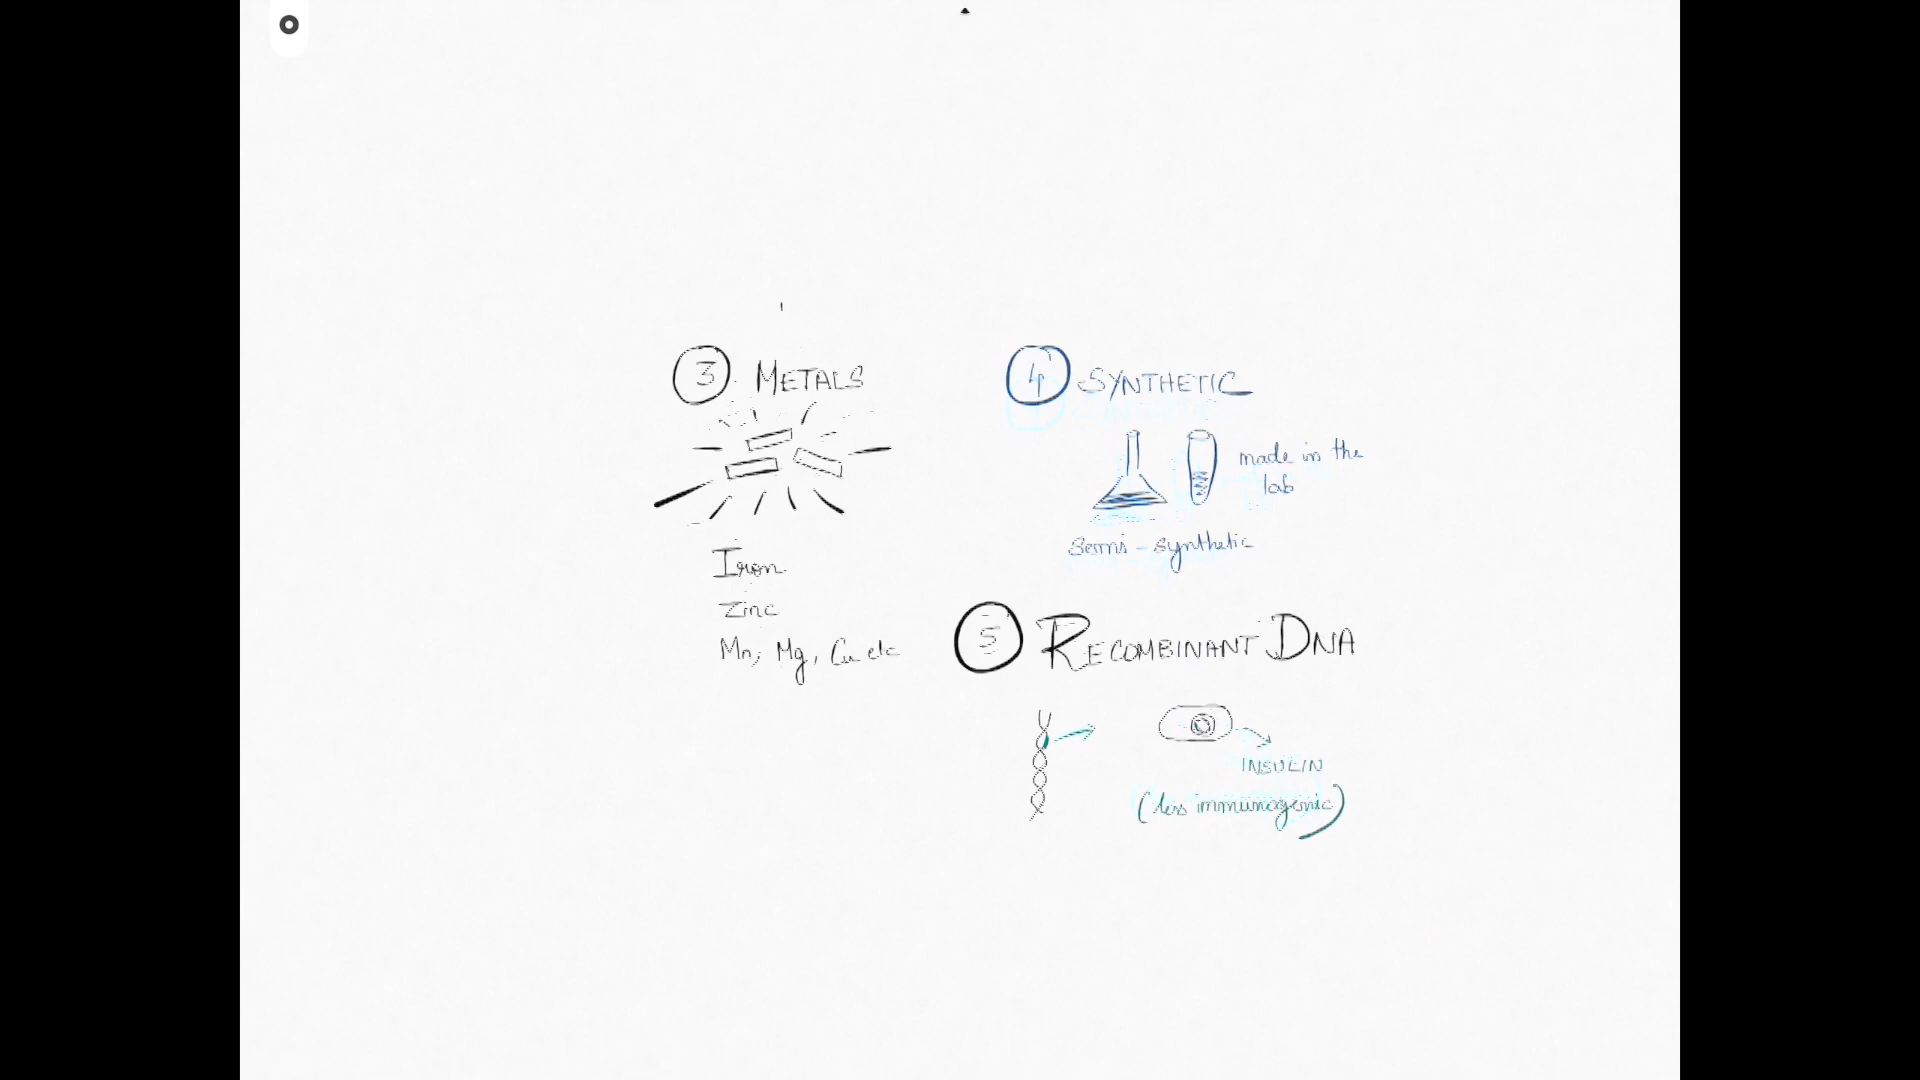 3 METALS
Iron
Zinc
Mn, Mg, Cu etc
4 SYNTHETIC
made in the
lab
Semi-synthetic
5 RECOMBINANT DNA
INSULIN
(less immunogenic)